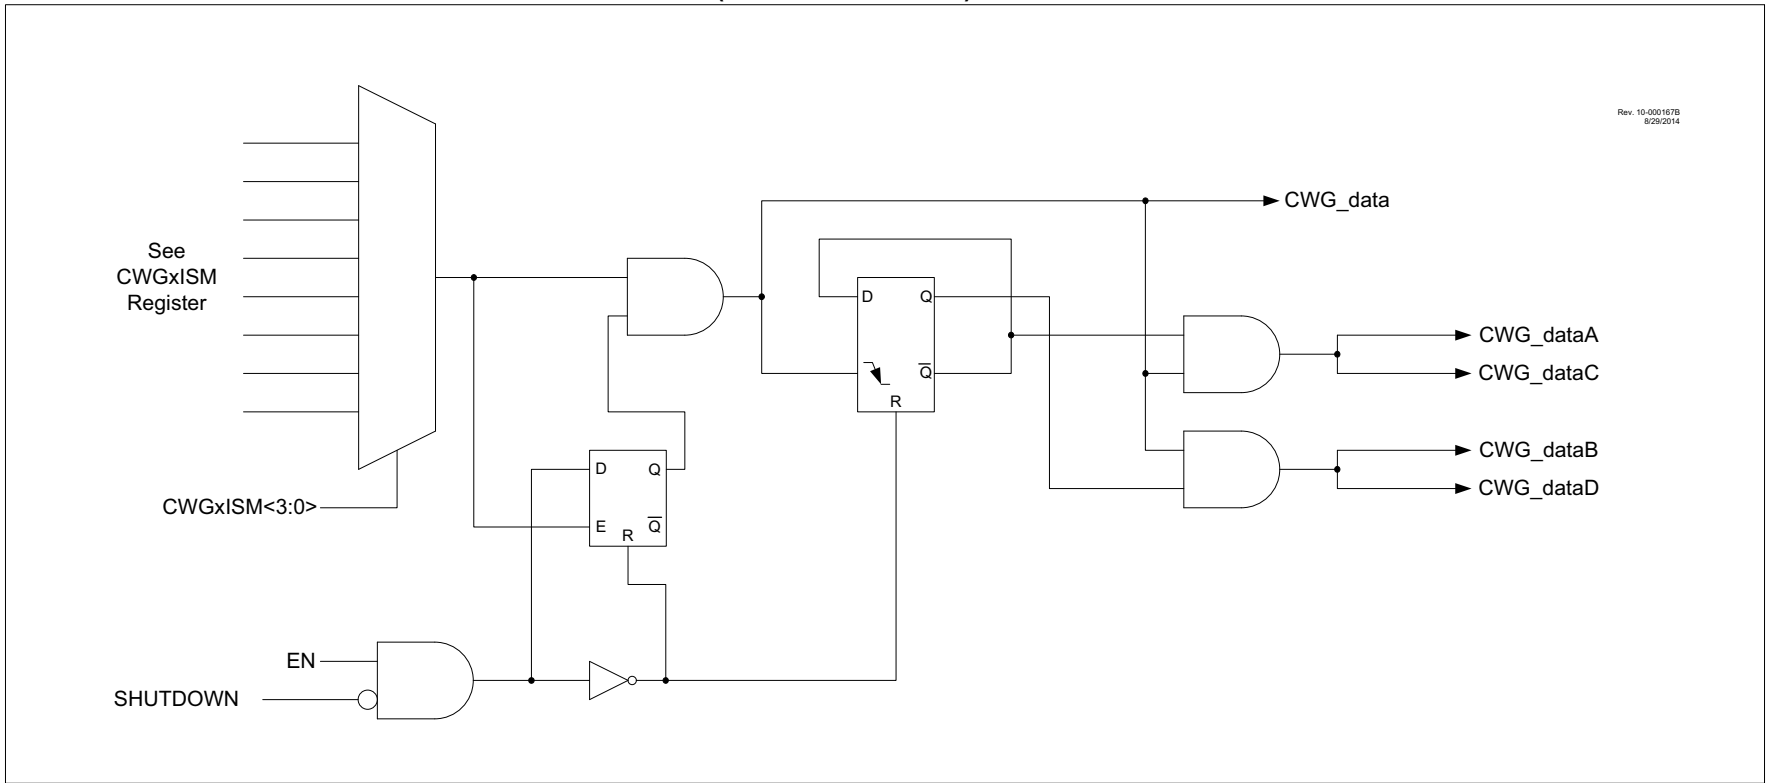 Rev. 10-000167B
8/29/2014
CWG_data
See
CWGxISM
Register
D
Q
Q
R
CWG_dataA
CWG_dataC
D
Q
E
Q
R
CWG_dataB
CWG_dataD
CWGxISM<3:0>
EN
SHUTDOWN